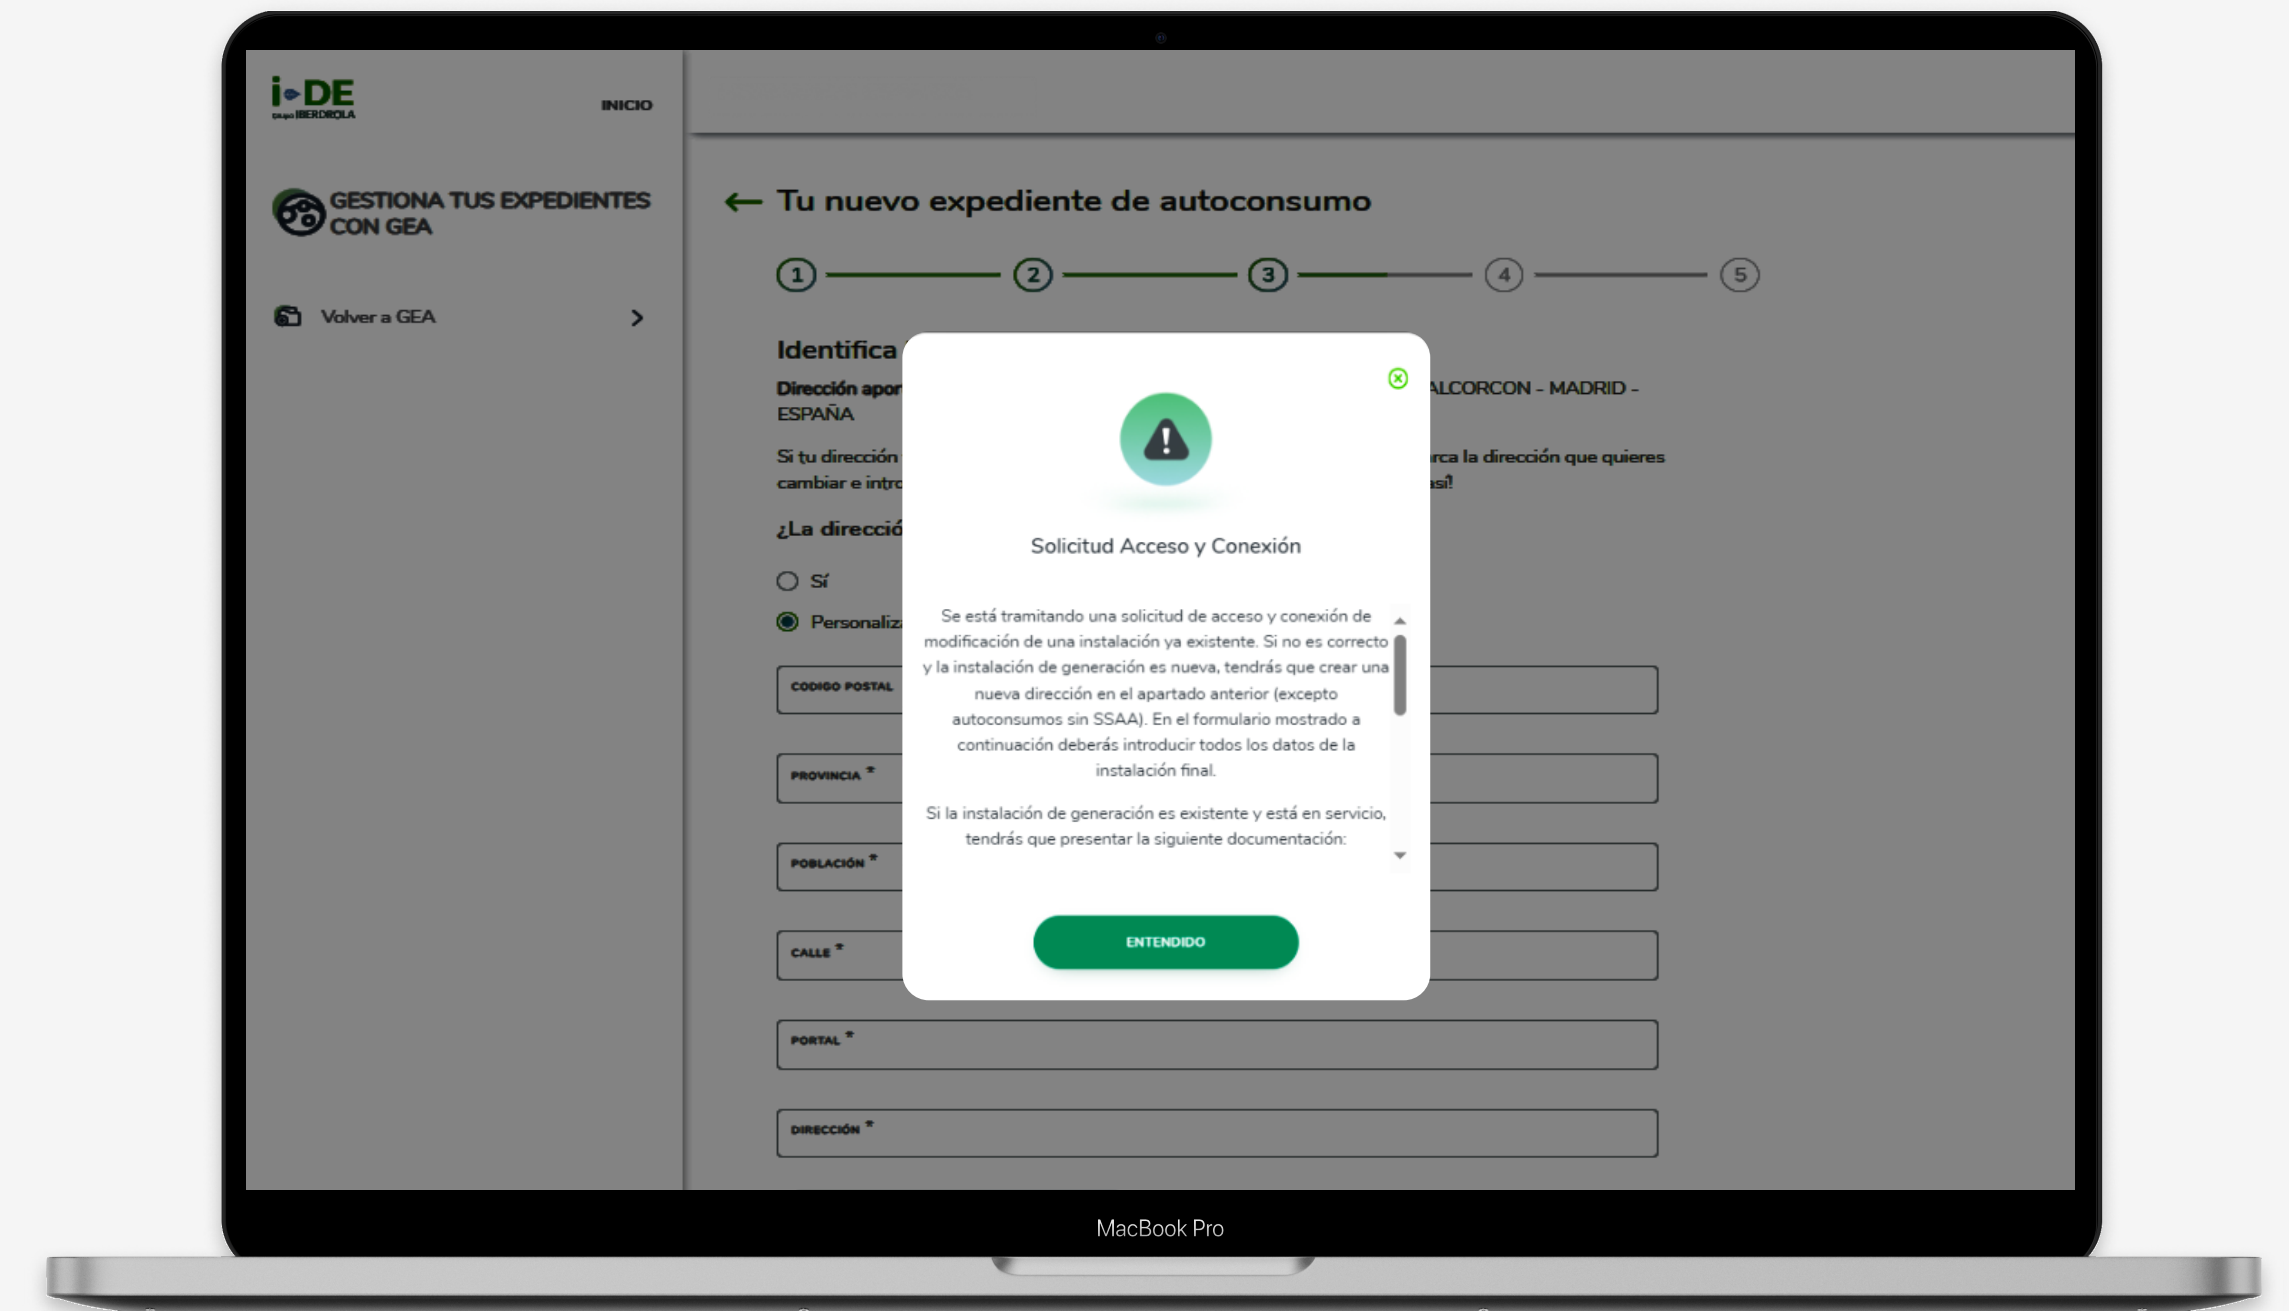 i-DE
Grupo IBERDROLA
INICIO
GESTIONA TUS EXPEDIENTES
CON GEA
Volver a GEA
Tu nuevo expediente de autoconsumo
1 2 3 4 5
Identifica
Dirección apor ALCORCON - MADRID -
ESPAÑA
Si tu dirección rca la dirección que quieres
cambiar e intro así!
¿La direcció
Sí
Personaliza
Solicitud Acceso y Conexión
Se está tramitando una solicitud de acceso y conexión de
modificación de una instalación ya existente. Si no es correcto
y la instalación de generación es nueva, tendrás que crear una
nueva dirección en el apartado anterior (excepto
autoconsumos sin SSAA). En el formulario mostrado a
continuación deberás introducir todos los datos de la
instalación final.
Si la instalación de generación es existente y está en servicio,
tendrás que presentar la siguiente documentación:
ENTENDIDO
CODIGO POSTAL
PROVINCIA *
POBLACIÓN *
CALLE *
PORTAL *
DIRECCIÓN *
MacBook Pro